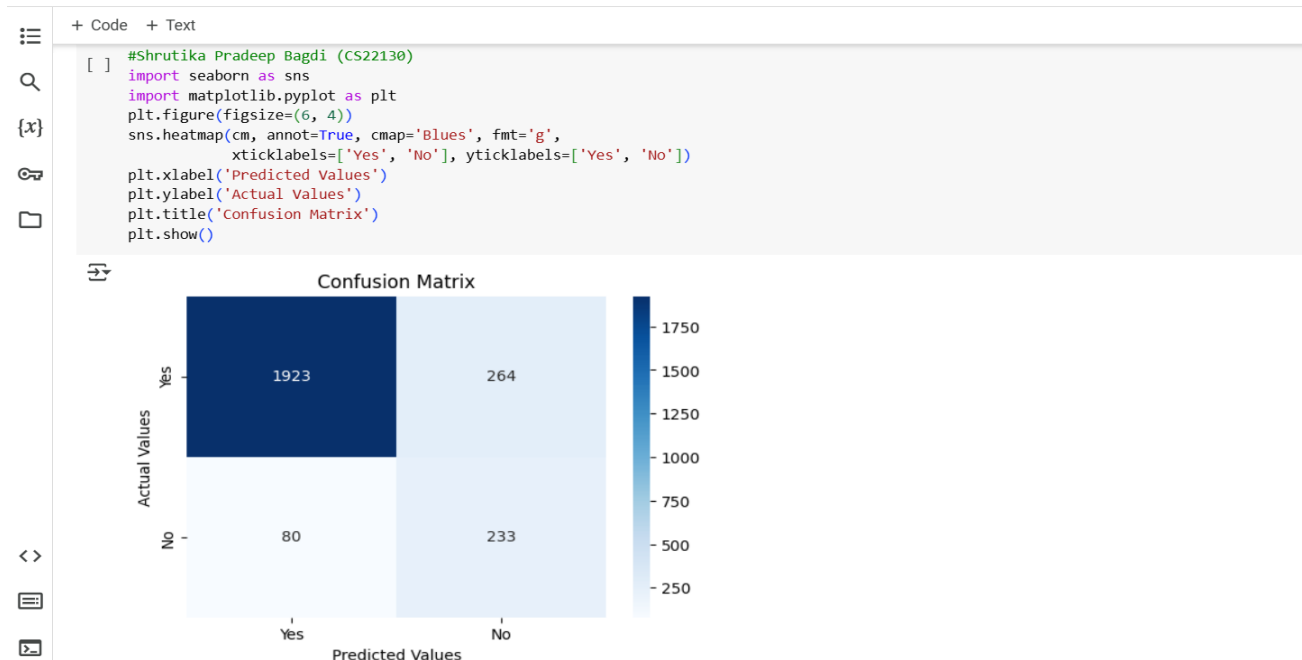 + Code + Text
[ ]
#Shrutika Pradeep Bagdi (CS22130)
import seaborn as sns
import matplotlib.pyplot as plt
plt.figure(figsize=(6, 4))
sns.heatmap(cm, annot=True, cmap='Blues', fmt='g',
xticklabels=['Yes', 'No'], yticklabels=['Yes', 'No'])
plt.xlabel('Predicted Values')
plt.ylabel('Actual Values')
plt.title('Confusion Matrix')
plt.show()
{x}
Confusion Matrix
Actual Values
Yes
1923 264
No
80 233
Yes No
Predicted Values
1750
1500
1250
1000
750
500
250